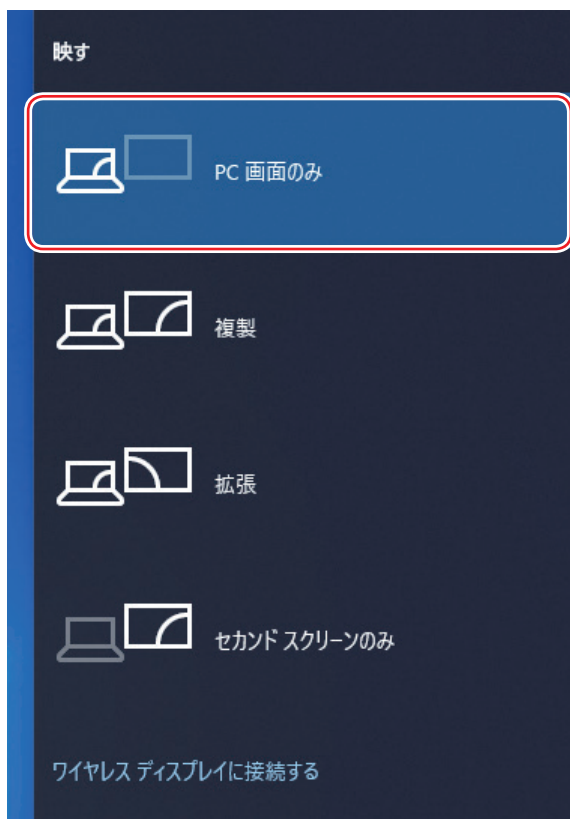 映す
PC 画面のみ
複製
拡張
セカンド スクリーンのみ
ワイヤレス ディスプレイに接続する